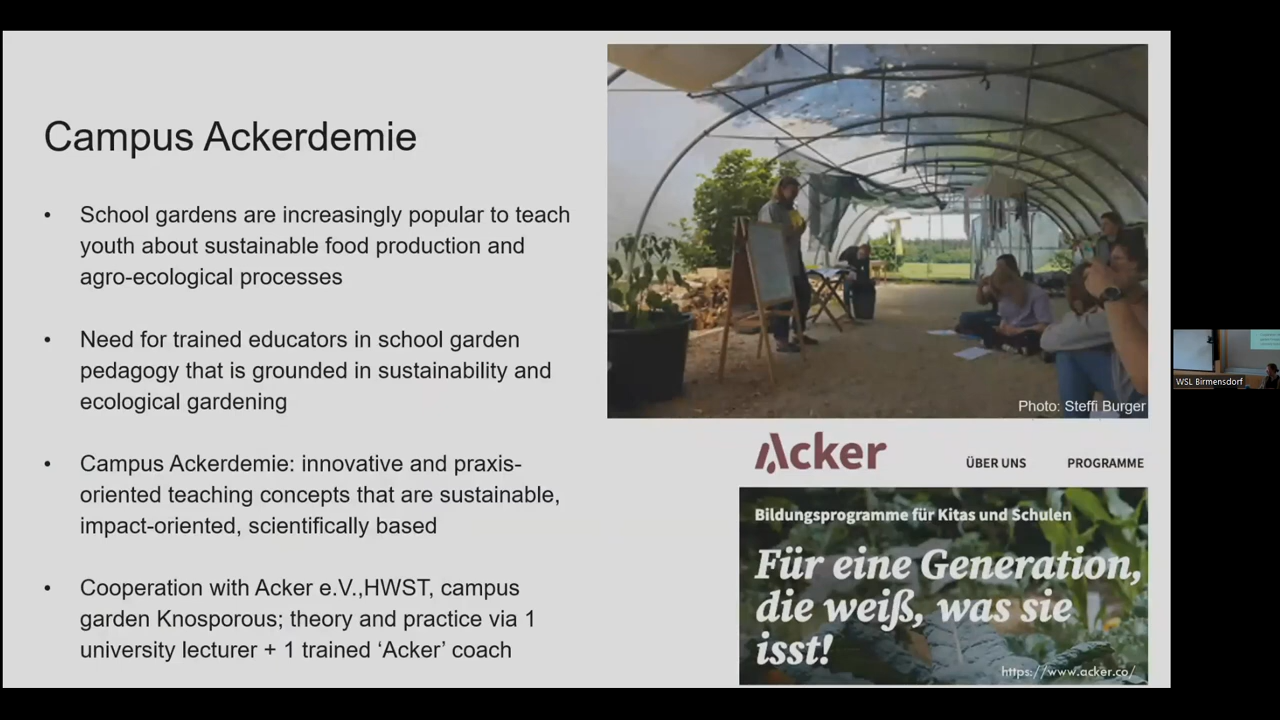 Campus Ackerdemie
• School gardens are increasingly popular to teach
youth about sustainable food production and
agro-ecological processes
• Need for trained educators in school garden
pedagogy that is grounded in sustainability and
ecological gardening
• Campus Ackerdemie: innovative and praxis-
oriented teaching concepts that are sustainable,
impact-oriented, scientifically based
• Cooperation with Acker e.V.,HWST, campus
garden Knosporous; theory and practice via 1
university lecturer + 1 trained ‘Acker’ coach
Photo: Steffi Burger
Acker
ÜBER UNS
PROGRAMME
Bildungsprogramme für Kitas und Schulen
Für eine Generation,
die weiß, was sie
isst!
https://www.acker.co/
WSL Birmensdorf